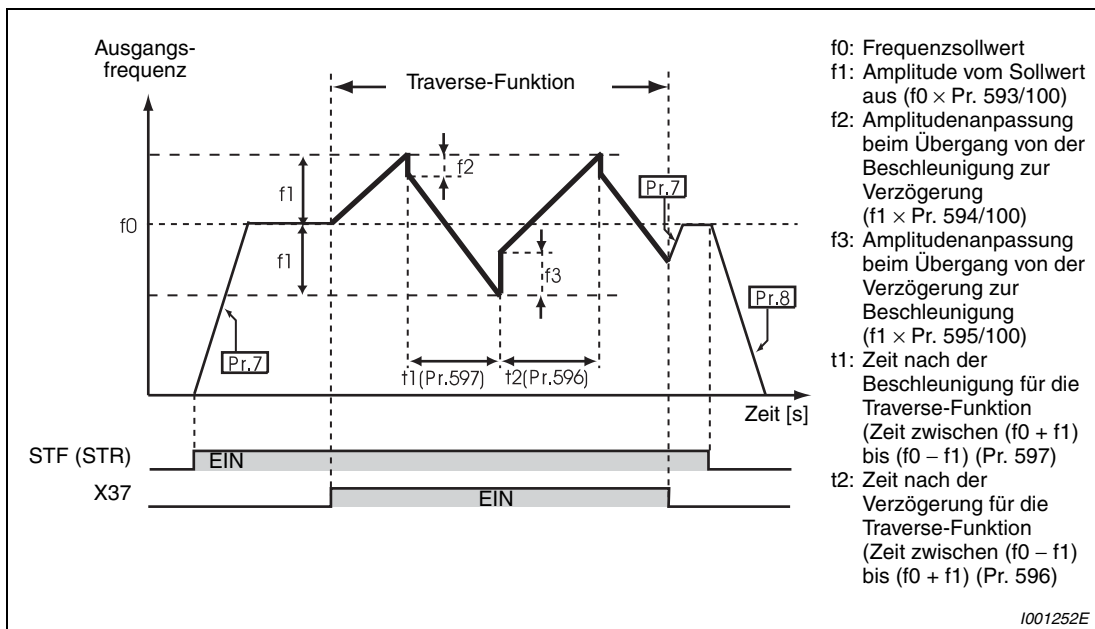 Ausgangs-
frequenz
Traverse-Funktion
f1
f2
Pr.7
f0
f1
f3
Pr.7
Pr.8
t1(Pr.597)
t2(Pr.596)
Zeit [s]
STF (STR)
EIN
X37
EIN
f0: Frequenzsollwert
f1: Amplitude vom Sollwert
aus (f0 × Pr. 593/100)
f2: Amplitudenanpassung
beim Übergang von der
Beschleunigung zur
Verzögerung
(f1 × Pr. 594/100)
f3: Amplitudenanpassung
beim Übergang von der
Verzögerung zur
Beschleunigung
(f1 × Pr. 595/100)
t1: Zeit nach der
Beschleunigung für die
Traverse-Funktion
(Zeit zwischen (f0 + f1)
bis (f0 – f1) (Pr. 597)
t2: Zeit nach der
Verzögerung für die
Traverse-Funktion
(Zeit zwischen (f0 – f1)
bis (f0 + f1) (Pr. 596)
I001252E